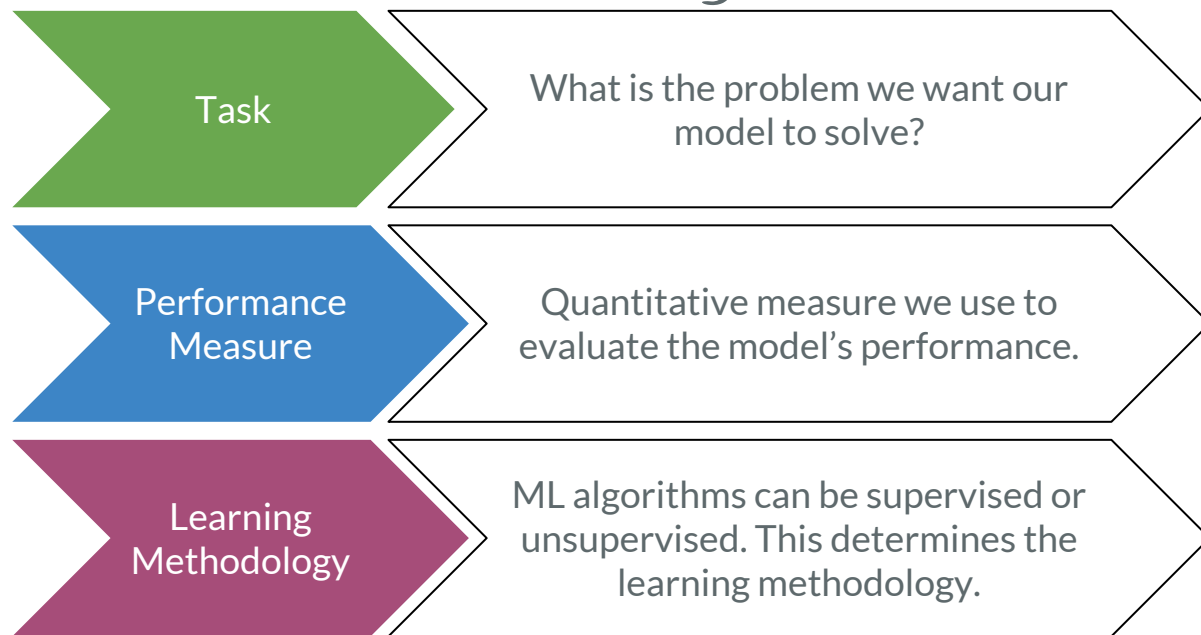 Task
What is the problem we want our
model to solve?
Performance
Measure
Quantitative measure we use to
evaluate the model's performance.
Learning
Methodology
ML algorithms can be supervised or
unsupervised. This determines the
learning methodology.